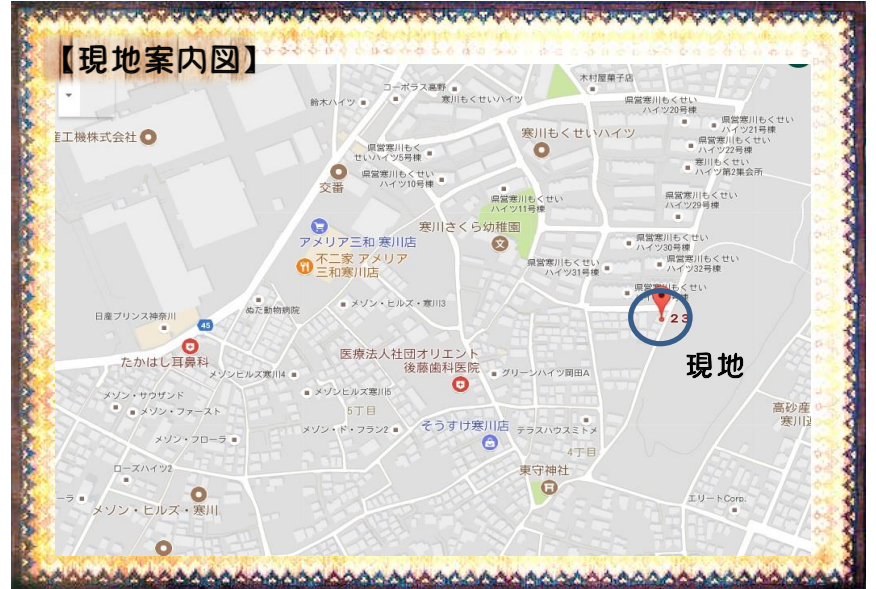 【現地案内図】
木村屋菓子店
コーポラス高野
鈴木ハイツ
寒川もくせいハイツ
県営寒川もくせい
ハイツ20号棟
県営寒川もくせい
ハイツ21号棟
産工機株式会社
寒川もくせいハイツ
県営寒川もくせい
ハイツ22号棟
県営寒川もく
せいハイツ5号棟
寒川もくせい
ハイツ第2集会所
交番
県営寒川もくせい
ハイツ10号棟
県営寒川もくせい
ハイツ11号棟
県営寒川もくせい
ハイツ29号棟
寒川さくら幼稚園
文
アメリア三和 寒川店
県営寒川もくせい
ハイツ30号棟
不二家 アメリア
三和寒川店
県営寒川もくせい
ハイツ31号棟
県営寒川もくせい
ハイツ32号棟
ぬた動物病院
メゾン・ヒルズ・寒川3
日産プリンス神奈川
45
23
現地
たかはし耳鼻科
医療法人社団オリエント
後藤歯科医院
メゾンヒルズ寒川4
グリーンハイツ岡田A
メゾン・サウザンド
メゾンヒルズ寒川5
メゾン・ファースト
5丁目
高砂産
メゾン・フローラ
メゾン・ド・フラン2
そうすけ寒川店
テラスハウスミトメ
4丁目
ローズハイツ2
東守神社
ーラ
メゾン・ヒルズ・寒川
エリートCorp.